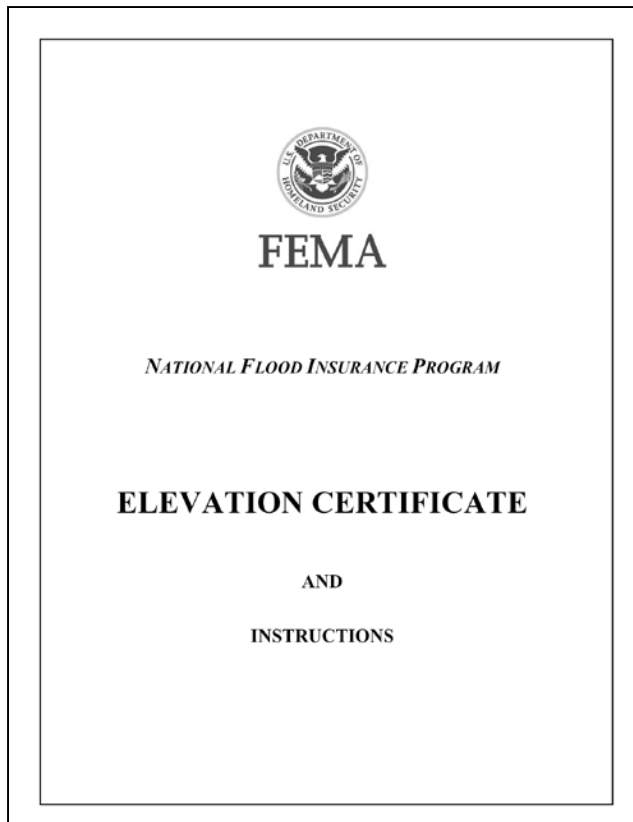 U.S. DEPARTMENT OF
HOMELAND SECURITY
FEMA
NATIONAL FLOOD INSURANCE PROGRAM
ELEVATION CERTIFICATE
AND
INSTRUCTIONS